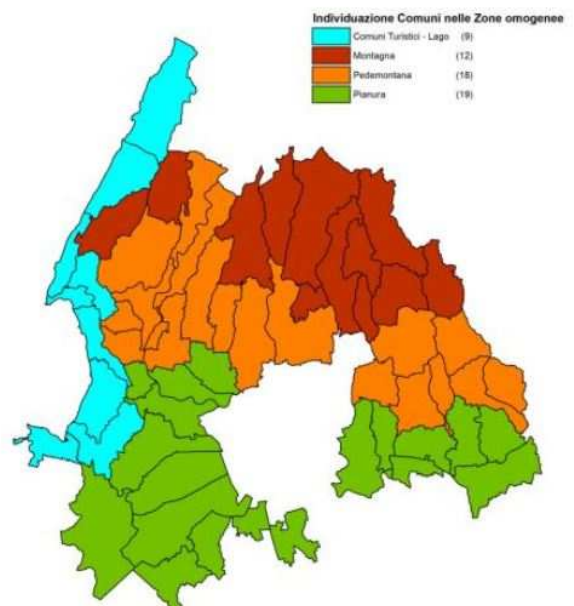 Individuazione Comuni nelle Zone omogenee
Comuni Turistici - Lago (9)
Montagna (12)
Pedemontana (18)
Pianura (19)